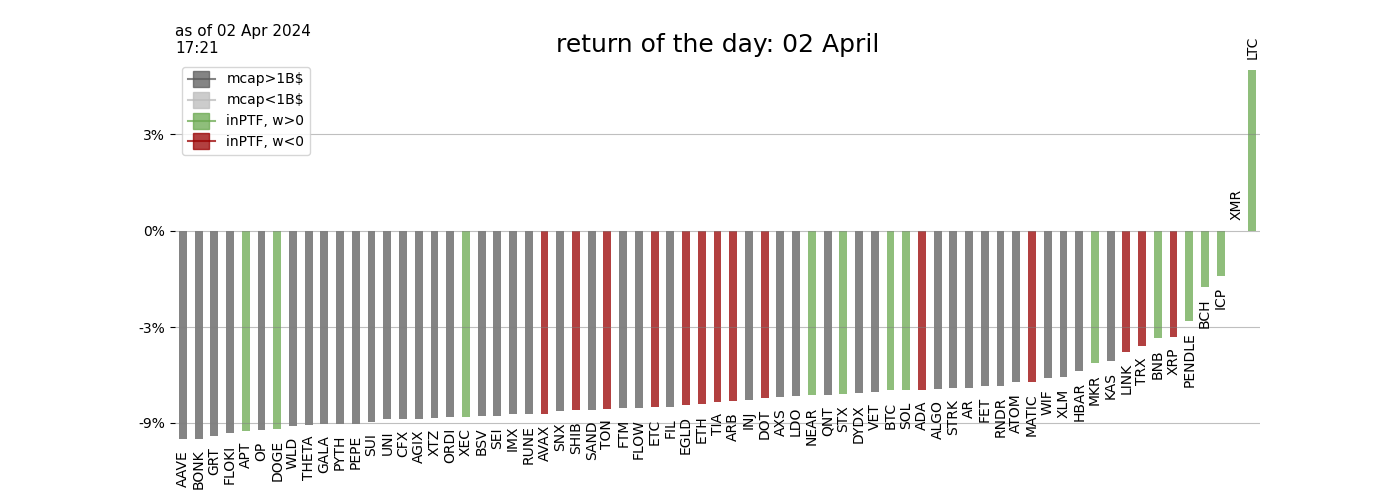 as of 02 Apr 2024
17:21
return of the day: 02 April
mcap>1B$
mcap<1B$
inPTF, w>0
inPTF, w<0
3%
0%
-3%
-9%
AAVE
BONK
GRT
FLOKI
APT
OP
DOGE
WLD
THETA
GALA
PYTH
PEPE
SUI
UNI
CFX
AGIX
XTZ
ORDI
XEC
BSV
SEI
IMX
RUNE
AVAX
SNX
SHIB
SAND
TON
FTM
FLOW
ETC
FIL
EGLD
ETH
TIA
ARB
INJ
DOT
AXS
LDO
NEAR
QNT
STX
DYDX
VET
BTC
SOL
ADA
ALGO
STRK
AR
FET
RNDR
ATOM
MATIC
WIF
XLM
HBAR
MKR
KAS
LINK
TRX
BNB
XRP
PENDLE
BCH
ICP
XMR
LTC